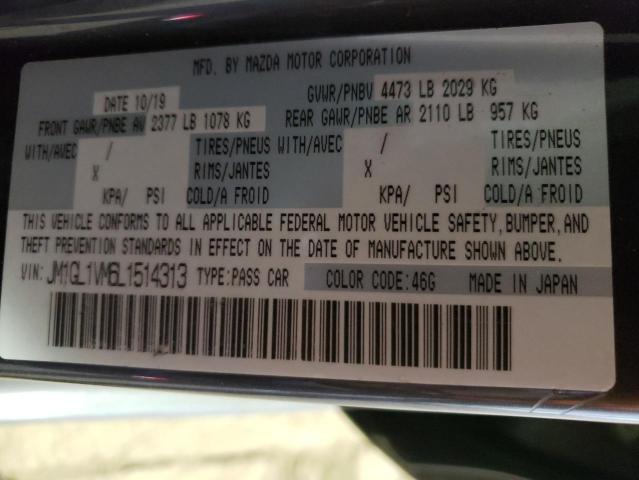 MFD. BY MAZDA MOTOR CORPORATION
DATE 10/19 GVWR/PNBV 4473 LB 2029 KG
FRONT GAWR/PNBE AV 2377 LB 1078 KG REAR GAWR/PNBE AR 2110 LB 957 KG
WITH/AVEC / TIRES/PNEUS WITH/AVEC / TIRES/PNEUS
X RIMS/JANTES X RIMS/JANTES
KPA/ PSI COLD/A FROID KPA/ PSI COLD/A FROID
THIS VEHICLE CONFORMS TO ALL APPLICABLE FEDERAL MOTOR VEHICLE SAFETY, BUMPER, AND
THEFT PREVENTION STANDARDS IN EFFECT ON THE DATE OF MANUFACTURE SHOWN ABOVE.
VIN: JM1GL1VM6L1514313 TYPE:PASS CAR COLOR CODE:46G MADE IN JAPAN